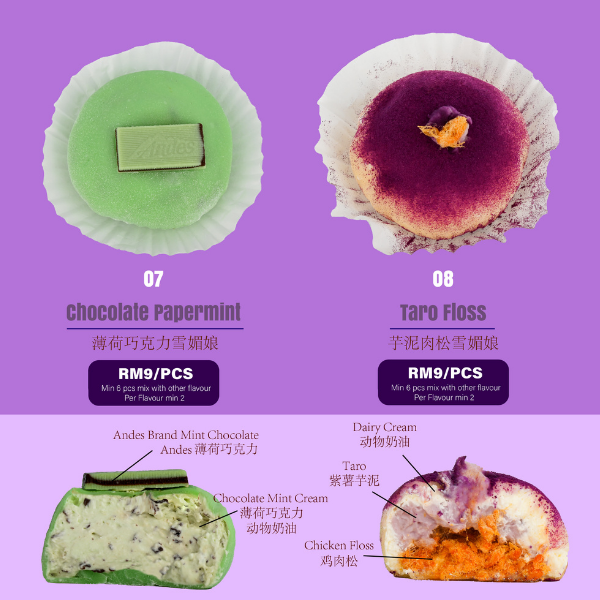 Andes
07
Chocolate Papermint
薄荷巧克力雪媚娘
RM9/PCS
Min 6 pcs mix with other flavour
Per Flavour min 2
08
Taro Floss
芋泥肉松雪媚娘
RM9/PCS
Min 6 pcs mix with other flavour
Per Flavour min 2
Andes Brand Mint Chocolate
Andes 薄荷巧克力
Chocolate Mint Cream
薄荷巧克力
动物奶油
Dairy Cream
动物奶油
Taro
紫薯芋泥
Chicken Floss
鸡肉松